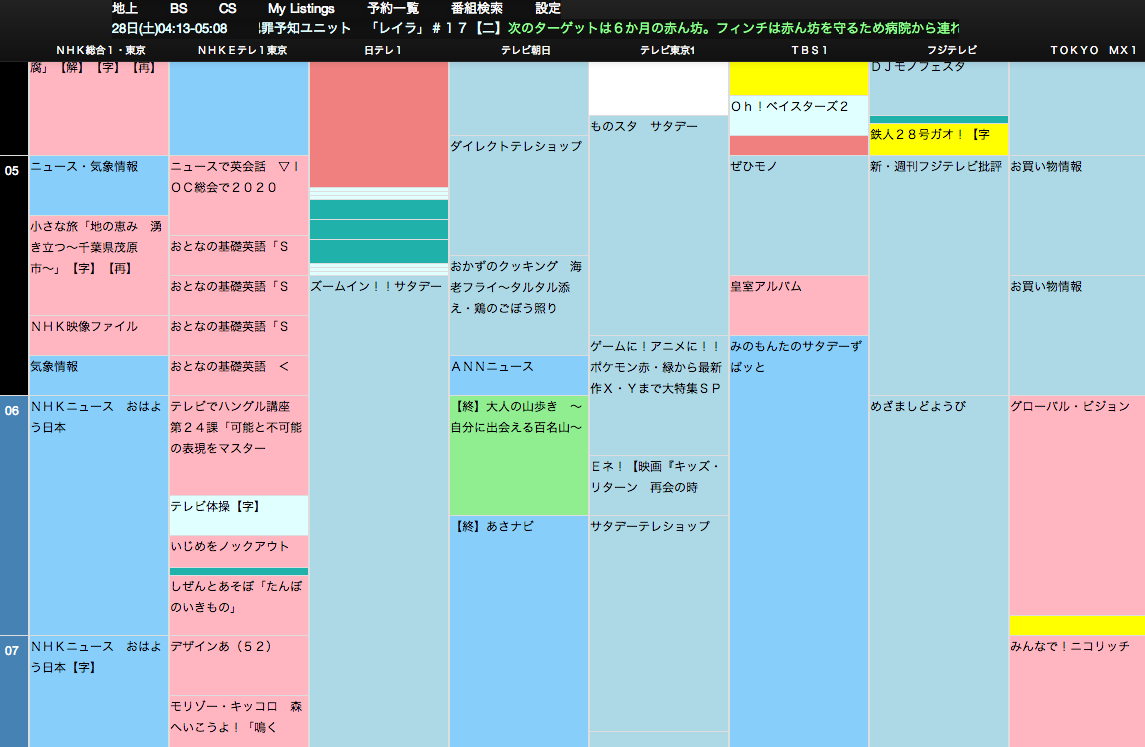 地上 BS CS My Listings 予約一覧 番組検索 設定
28日(土)04:13-05:08 罪予知ユニット 「レイラ」＃１７【二】次のターゲットは６か月の赤ん坊。フィンチは赤ん坊を守るため病院から連れ
ＮＨＫ総合１・東京 ＮＨＫＥテレ１東京 日テレ１ テレビ朝日 テレビ東京1 ＴＢＳ１ フジテレビ ＴＯＫＹＯ　ＭＸ１
腐」【解】【字】【再】
05
ニュース・気象情報
小さな旅「地の恵み　湧
き立つ～千葉県茂原
市～」【字】【再】
ＮＨＫ映像ファイル
気象情報
06
ＮＨＫニュース　おはよ
う日本
07
ＮＨＫニュース　おはよ
う日本【字】
ニュースで英会話　▽Ｉ
ＯＣ総会で２０２０
おとなの基礎英語「Ｓ
おとなの基礎英語「Ｓ
おとなの基礎英語「Ｓ
おとなの基礎英語　＜
テレビでハングル講座
第２４課「可能と不可能
の表現をマスター
テレビ体操【字】
いじめをノックアウト
しぜんとあそぼ「たんぽ
のいきもの」
デザインあ（５２）
モリゾー・キッコロ　森
へいこうよ！「鳴く
ズームイン！！サタデー
ダイレクトテレショップ
おかずのクッキング　海
老フライ～タルタル添
え・鶏のごぼう照り
ＡＮＮニュース
【終】大人の山歩き　～
自分に出会える百名山～
【終】あさナビ
ものスタ　サタデー
ゲームに！アニメに！！
ポケモン赤・緑から最新
作Ｘ・Ｙまで大特集ＳＰ
Ｅネ！【映画『キッズ・
リターン　再会の時
サタデーテレショップ
Ｏｈ！ベイスターズ２
ぜひモノ
皇室アルバム
みのもんたのサタデーず
ばッと
ＤＪモノフェスタ
鉄人２８号ガオ！【字
新・週刊フジテレビ批評
めざましどようび
お買い物情報
お買い物情報
グローバル・ビジョン
みんなで！ニコリッチ